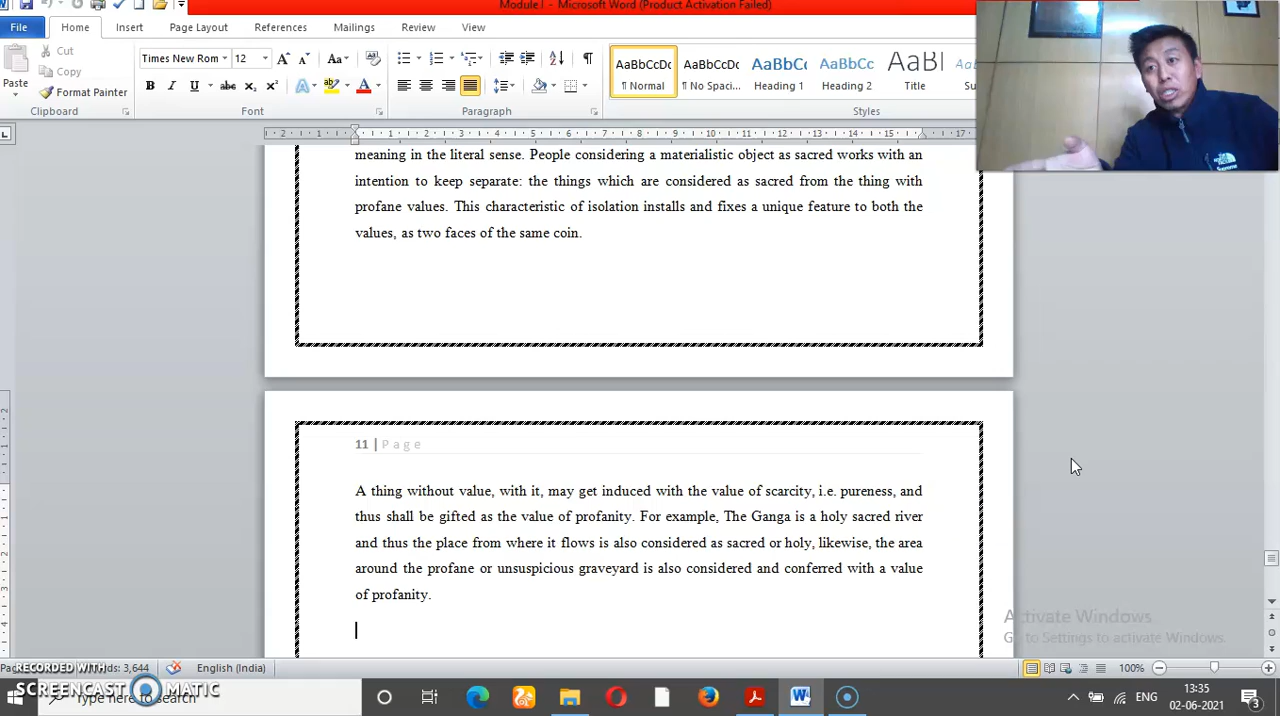 Module I - Microsoft Word (Product Activation Failed)
File Home Insert Page Layout References Mailings Review View
Cut
Copy
Format Painter
Paste
Times New Rom 12
Clipboard Font Paragraph Styles
AaBbCcDc AaBbCcDc AaBbCc AaBbCc AaBl
¶ Normal ¶ No Spaci... Heading 1 Heading 2 Title
meaning in the literal sense. People considering a materialistic object as sacred works with an
intention to keep separate: the things which are considered as sacred from the thing with
profane values. This characteristic of isolation installs and fixes a unique feature to both the
values, as two faces of the same coin.
11 | Page
A thing without value, with it, may get induced with the value of scarcity, i.e. pureness, and
thus shall be gifted as the value of profanity. For example, The Ganga is a holy sacred river
and thus the place from where it flows is also considered as sacred or holy, likewise, the area
around the profane or unsuspicious graveyard is also considered and conferred with a value
of profanity.
Activate Windows
Go to Settings to activate Windows.
3,644 English (India) 100%
RECORDED WITH
SCREENCAST MATIC
Type here to search
ENG
13:35
02-06-2021
3